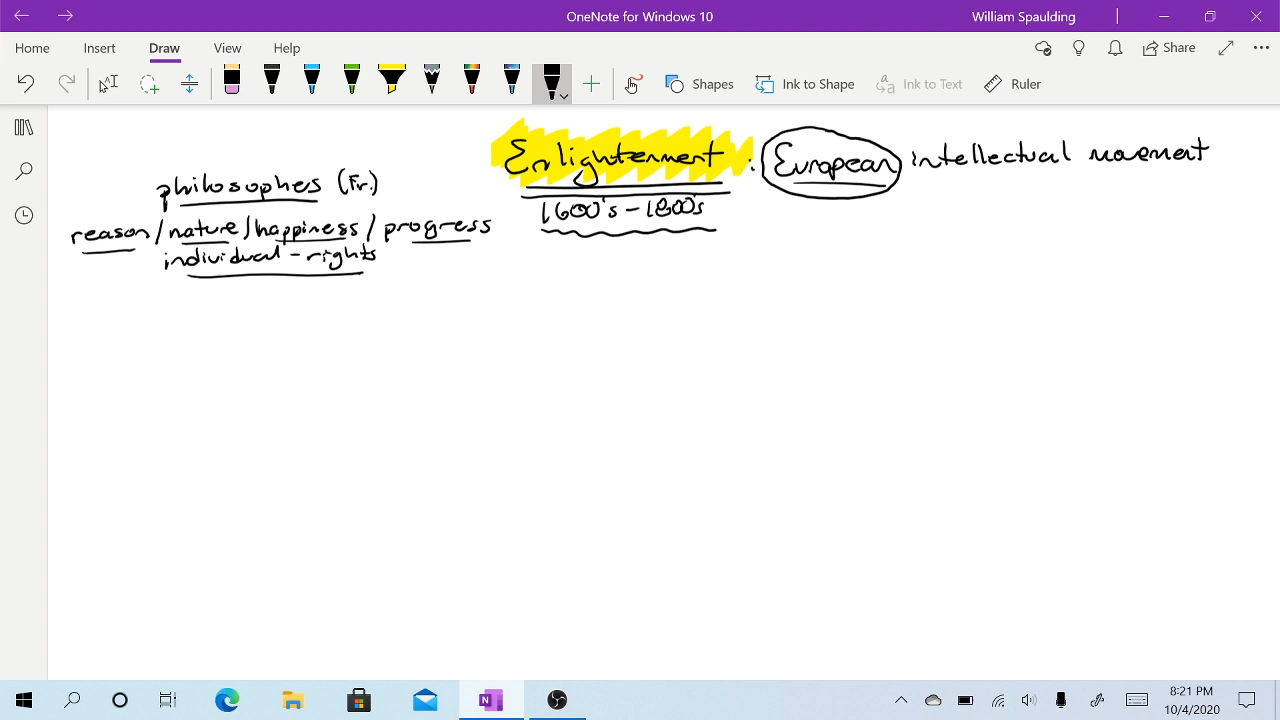 OneNote for Windows 10
William Spaulding
Home Insert Draw View Help
Share
Shapes Ink to Shape Ink to Text Ruler
Enlightenment: European intellectual movement
1600's - 1800's
philosophes (Fr.)
reason / nature / happiness / progress
individual - rights
8:21 PM
10/4/2020